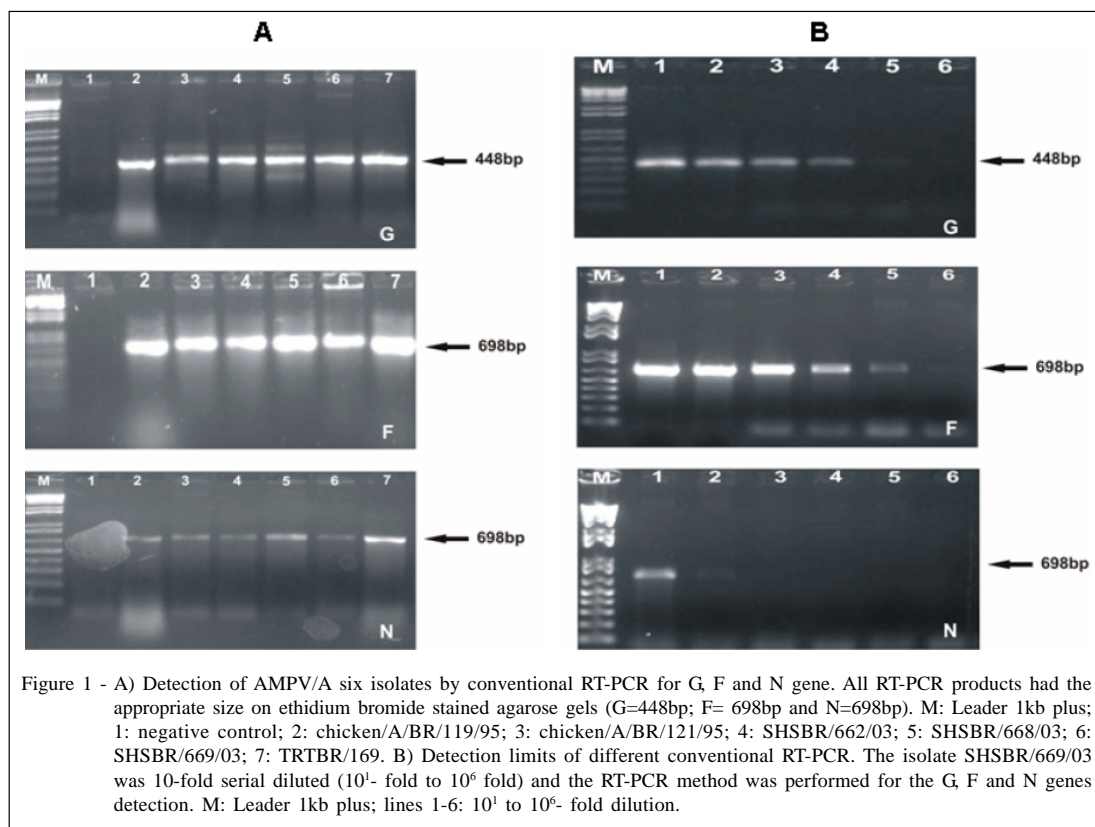 A
B
M 1 2 3 4 5 6 7
448bp
G
M 1 2 3 4 5 6
448bp
G
M 1 2 3 4 5 6 7
698bp
F
M 1 2 3 4 5 6
698bp
F
M 1 2 3 4 5 6 7
698bp
N
M 1 2 3 4 5 6
698bp
N
Figure 1 - A) Detection of AMPV/A six isolates by conventional RT-PCR for G, F and N gene. All RT-PCR products had the
appropriate size on ethidium bromide stained agarose gels (G=448bp; F= 698bp and N=698bp). M: Leader 1kb plus;
1: negative control; 2: chicken/A/BR/119/95; 3: chicken/A/BR/121/95; 4: SHSBR/662/03; 5: SHSBR/668/03; 6:
SHSBR/669/03; 7: TRTBR/169. B) Detection limits of different conventional RT-PCR. The isolate SHSBR/669/03
was 10-fold serial diluted (10¹- fold to 10⁶ fold) and the RT-PCR method was performed for the G, F and N genes
detection. M: Leader 1kb plus; lines 1-6: 10¹ to 10⁶- fold dilution.